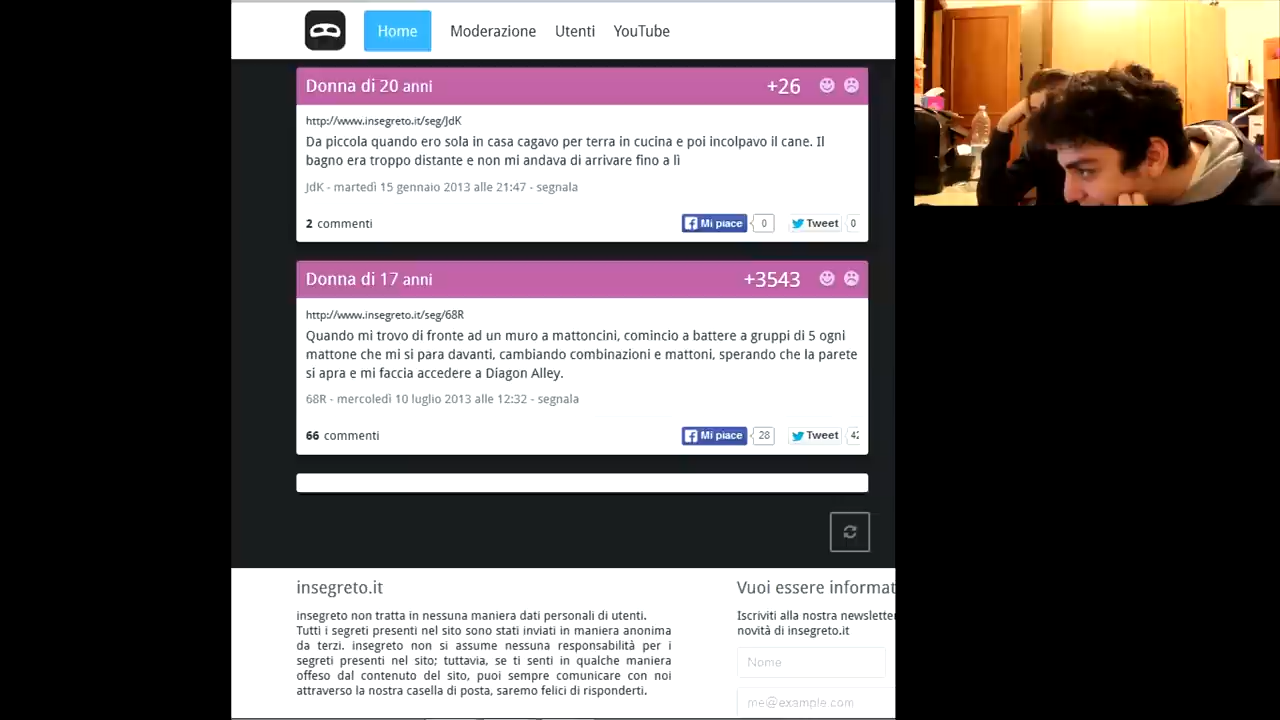 Home Moderazione Utenti YouTube
Donna di 20 anni +26
http://www.insegreto.it/seg/JdK
Da piccola quando ero sola in casa cagavo per terra in cucina e poi incolpavo il cane. Il
bagno era troppo distante e non mi andava di arrivare fino a lì
JdK - martedì 15 gennaio 2013 alle 21:47 - segnala
2 commenti Mi piace 0 Tweet 0
Donna di 17 anni +3543
http://www.insegreto.it/seg/68R
Quando mi trovo di fronte ad un muro a mattoncini, comincio a battere a gruppi di 5 ogni
mattone che mi si para davanti, cambiando combinazioni e mattoni, sperando che la parete
si apra e mi faccia accedere a Diagon Alley.
68R - mercoledì 10 luglio 2013 alle 12:32 - segnala
66 commenti Mi piace 28 Tweet 42
insegreto.it
insegreto non tratta in nessuna maniera dati personali di utenti.
Tutti i segreti presenti nel sito sono stati inviati in maniera anonima
da terzi. insegreto non si assume nessuna responsabilità per i
segreti presenti nel sito; tuttavia, se ti senti in qualche maniera
offeso dal contenuto del sito, puoi sempre comunicare con noi
attraverso la nostra casella di posta, saremo felici di risponderti.
Vuoi essere informat
Iscriviti alla nostra newsletter
novità di insegreto.it
Nome
me@example.com